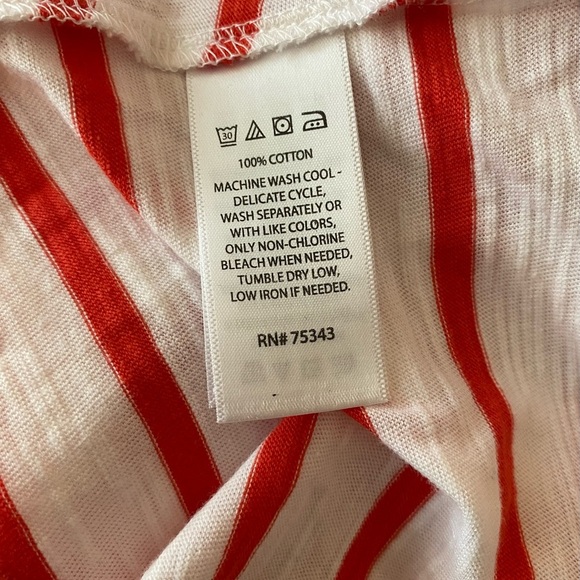 30
100% COTTON
MACHINE WASH COOL -
DELICATE CYCLE,
WASH SEPARATELY OR
WITH LIKE COLORS,
ONLY NON-CHLORINE
BLEACH WHEN NEEDED,
TUMBLE DRY LOW,
LOW IRON IF NEEDED.
RN# 75343